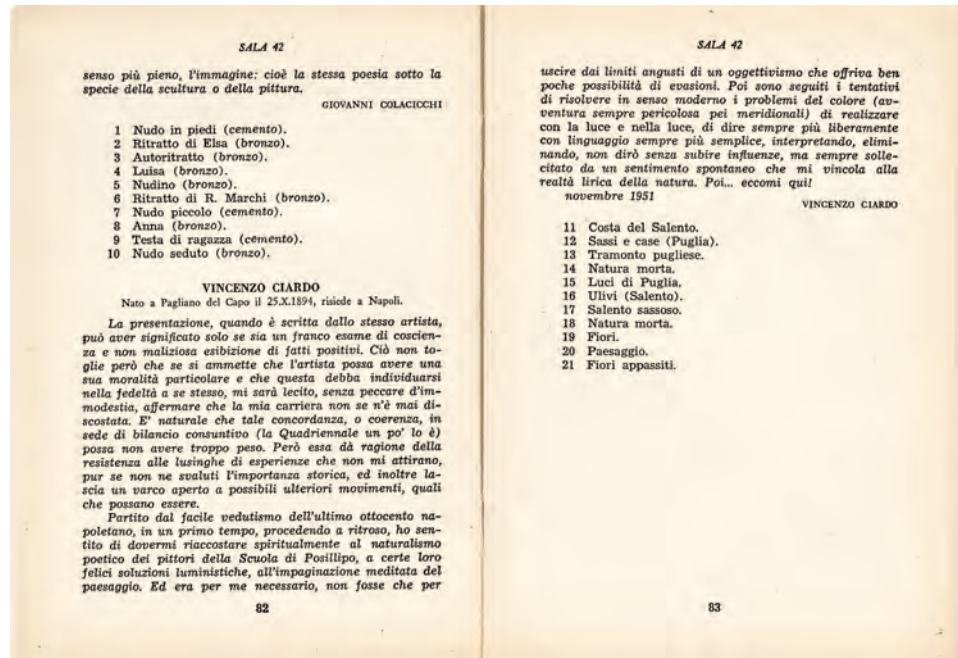 SALA 42
senso più pieno, l'immagine: cioè la stessa poesia sotto la
specie della scultura o della pittura.
GIOVANNI COLACICCHI
1 Nudo in piedi (cemento).
2 Ritratto di Elsa (bronzo).
3 Autoritratto (bronzo).
4 Luisa (bronzo).
5 Nudino (bronzo).
6 Ritratto di R. Marchi (bronzo).
7 Nudo piccolo (cemento).
8 Anna (bronzo).
9 Testa di ragazza (cemento).
10 Nudo seduto (bronzo).
VINCENZO CIARDO
Nato a Pagliano del Capo il 25.X.1894, risiede a Napoli.
La presentazione, quando è scritta dallo stesso artista,
può aver significato solo se sia un franco esame di coscien-
za e non maliziosa esibizione di fatti positivi. Ciò non to-
glie però che se si ammette che l'artista possa avere una
sua moralità particolare e che questa debba individuarsi
nella fedeltà a se stesso, mi sarà lecito, senza peccare d'im-
modestia, affermare che la mia carriera non se n'è mai di-
scostata. E' naturale che tale concordanza, o coerenza, in
sede di bilancio consuntivo (la Quadriennale un po' lo è)
possa non avere troppo peso. Però essa dà ragione della
resistenza alle lusinghe di esperienze che non mi attirano,
pur se non ne svaluti l'importanza storica, ed inoltre la-
scia un varco aperto a possibili ulteriori movimenti, quali
che possano essere.
Partito dal facile vedutismo dell'ultimo ottocento na-
poletano, in un primo tempo, procedendo a ritroso, ho sen-
tito di dovermi riaccostare spiritualmente al naturalismo
poetico dei pittori della Scuola di Posillipo, a certe loro
felici soluzioni luministiche, all'impaginazione meditata del
paesaggio. Ed era per me necessario, non fosse che per
82
SALA 42
uscire dai limiti angusti di un oggettivismo che offriva ben
poche possibilità di evasioni. Poi sono seguiti i tentativi
di risolvere in senso moderno i problemi del colore (av-
ventura sempre pericolosa pei meridionali) di realizzare
con la luce e nella luce, di dire sempre più liberamente
con linguaggio sempre più semplice, interpretando, elimi-
nando, non dirò senza subire influenze, ma sempre solle-
citato da un sentimento spontaneo che mi vincola alla
realtà lirica della natura. Poi... eccomi qui!
novembre 1951
VINCENZO CIARDO
11 Costa del Salento.
12 Sassi e case (Puglia).
13 Tramonto pugliese.
14 Natura morta.
15 Luci di Puglia.
16 Ulivi (Salento).
17 Salento sassoso.
18 Natura morta.
19 Fiori.
20 Paesaggio.
21 Fiori appassiti.
83